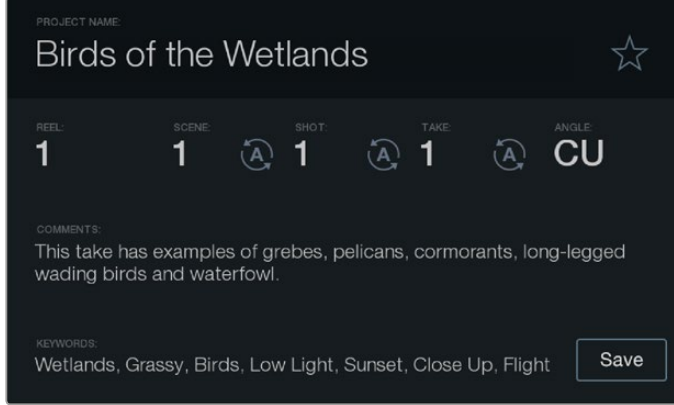 PROJECT NAME:
Birds of the Wetlands
REEL: SCENE: SHOT: TAKE: ANGLE:
1 1 A 1 A 1 A CU
COMMENTS:
This take has examples of grebes, pelicans, cormorants, long-legged
wading birds and waterfowl.
KEYWORDS:
Wetlands, Grassy, Birds, Low Light, Sunset, Close Up, Flight Save